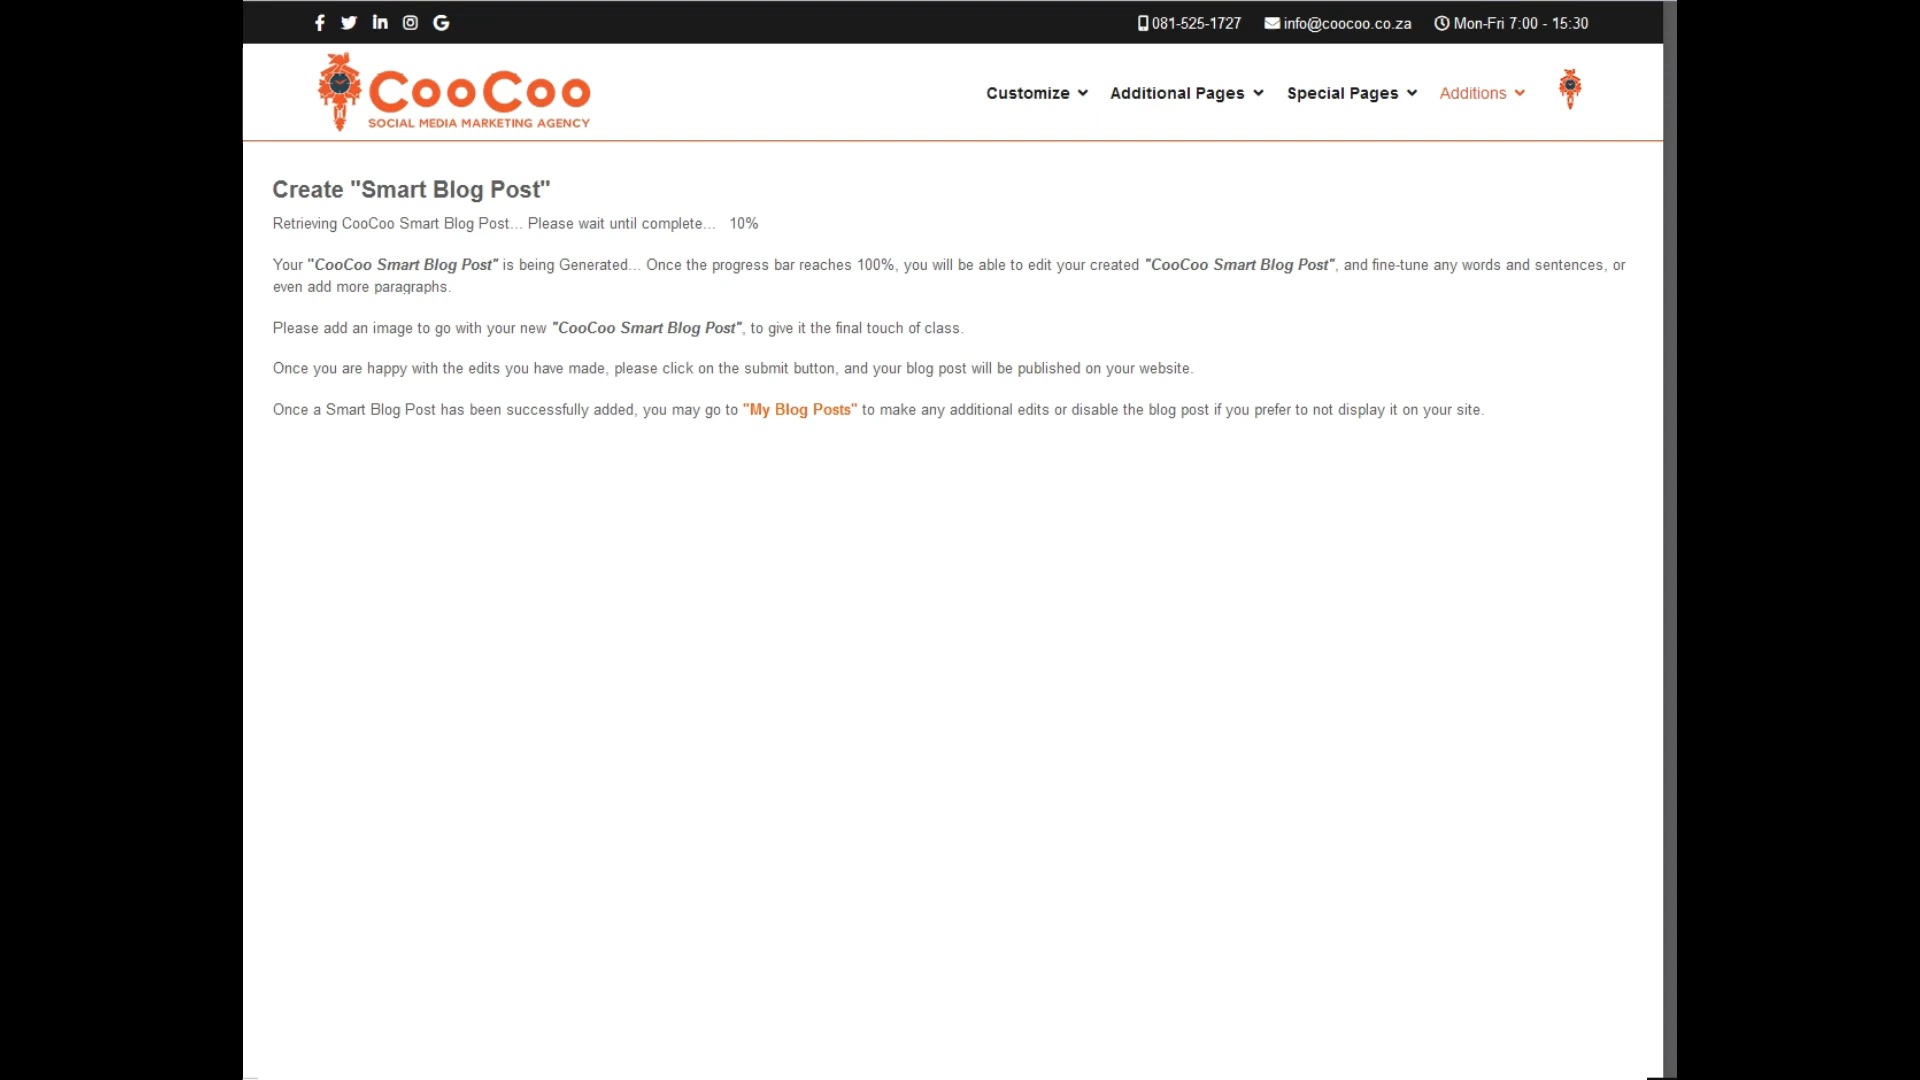 081-525-1727 info@coocoo.co.za Mon-Fri 7:00 - 15:30
CooCoo
SOCIAL MEDIA MARKETING AGENCY
Customize Additional Pages Special Pages Additions
Create "Smart Blog Post"
Retrieving CooCoo Smart Blog Post... Please wait until complete... 10%
Your "CooCoo Smart Blog Post" is being Generated... Once the progress bar reaches 100%, you will be able to edit your created "CooCoo Smart Blog Post", and fine-tune any words and sentences, or
even add more paragraphs.
Please add an image to go with your new "CooCoo Smart Blog Post", to give it the final touch of class.
Once you are happy with the edits you have made, please click on the submit button, and your blog post will be published on your website.
Once a Smart Blog Post has been successfully added, you may go to "My Blog Posts" to make any additional edits or disable the blog post if you prefer to not display it on your site.